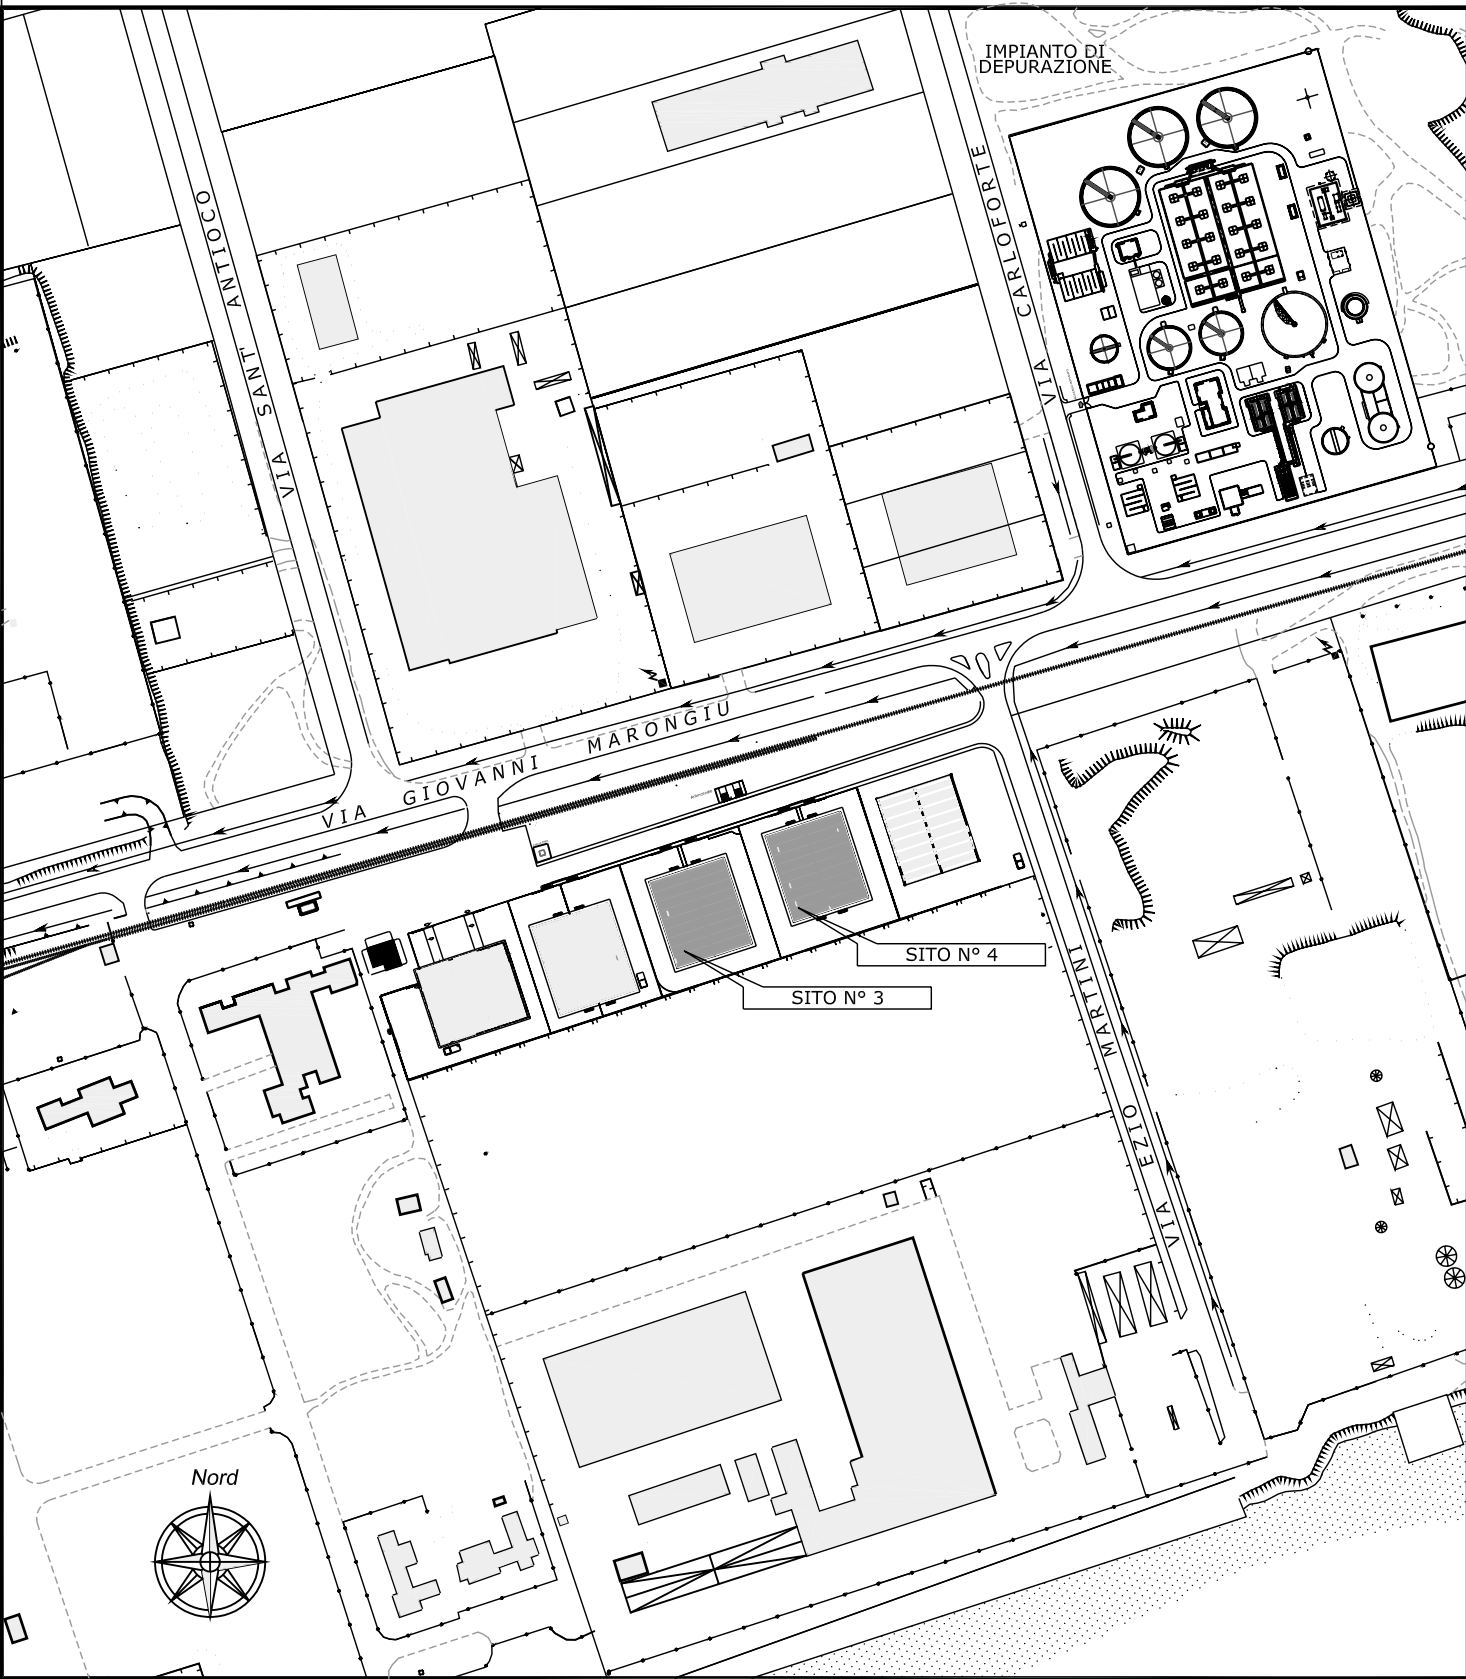 IMPIANTO DI
DEPURAZIONE
VIA CARLOFORTE
VIA SANT ANTIOCO
VIA GIOVANNI MARONGIU
SITO N° 4
SITO N° 3
VIA EZIO MARTINI
Nord